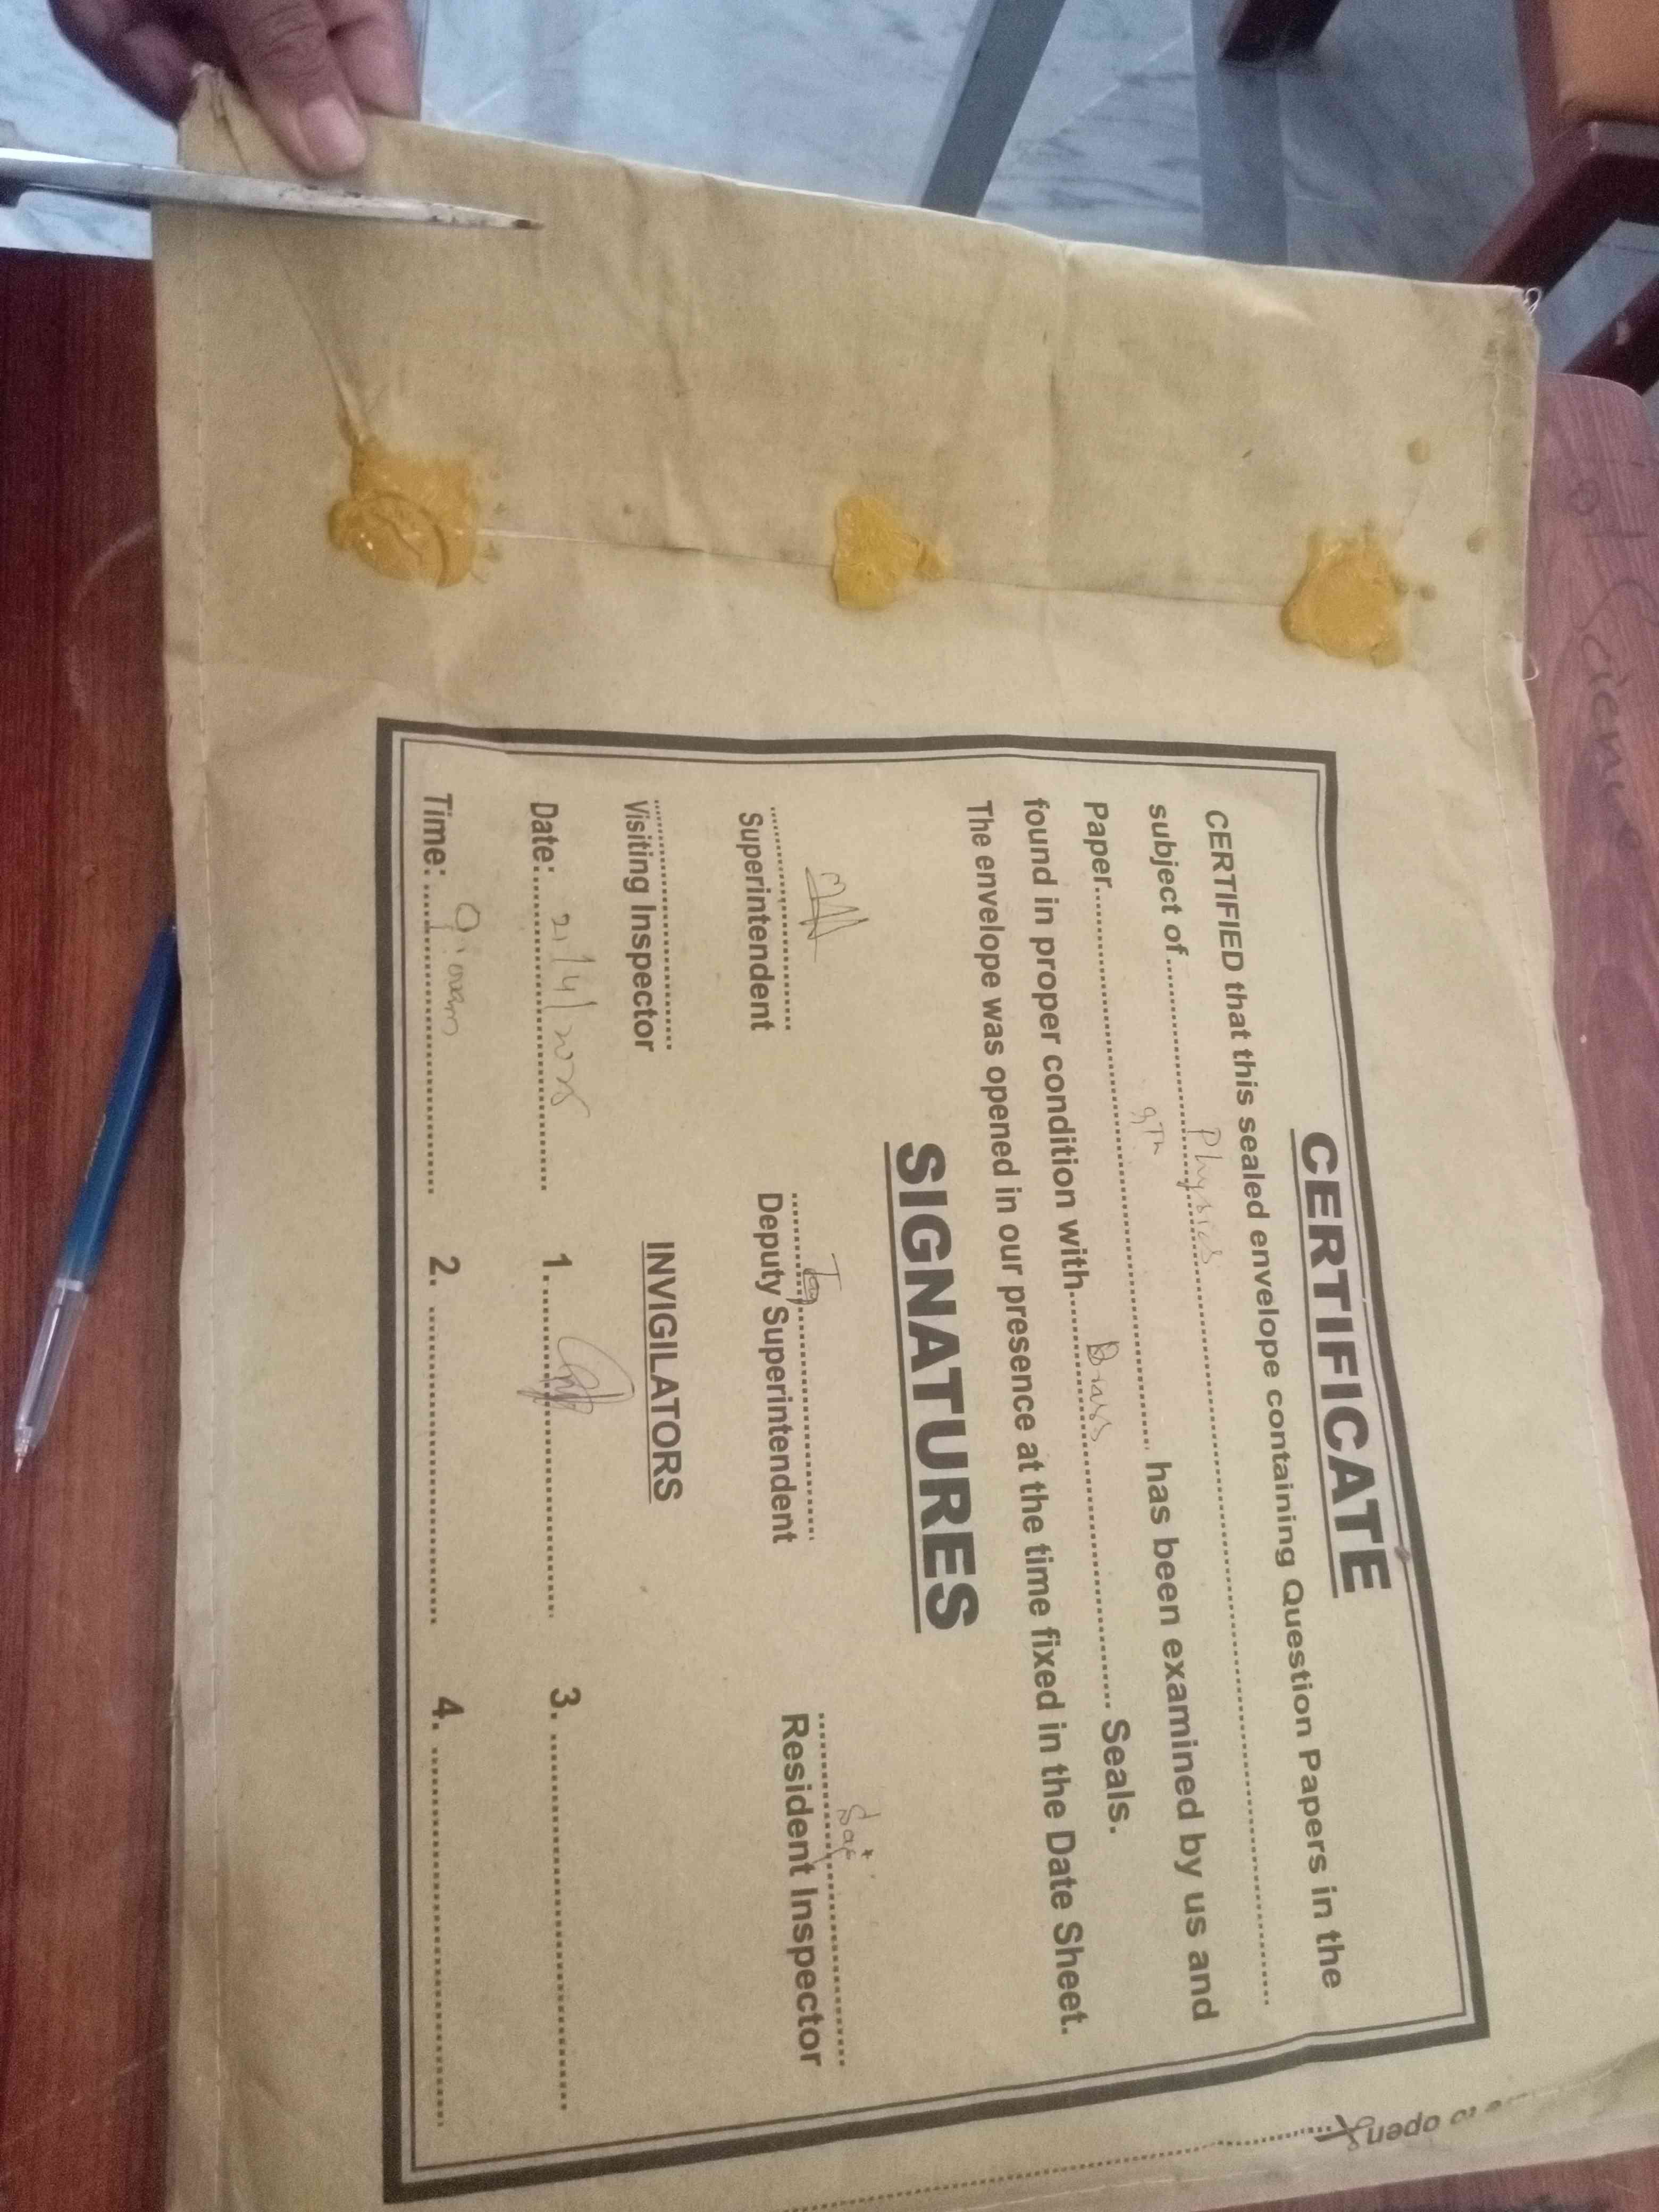 CERTIFICATE
CERTIFIED that this sealed envelope containing Question Papers in the
subject of.......... Physics ..........
Paper.......... 9Th .......... has been examined by us and
found in proper condition with.......... Brass .......... Seals.
The envelope was opened in our presence at the time fixed in the Date Sheet.
SIGNATURES
Superintendent Deputy Superintendent Resident Inspector
Visiting Inspector INVIGILATORS
Date:.......... 21/4/2025 1. .......... 3. ..........
Time: .......... 9:00am 2. .......... 4. ..........
to open